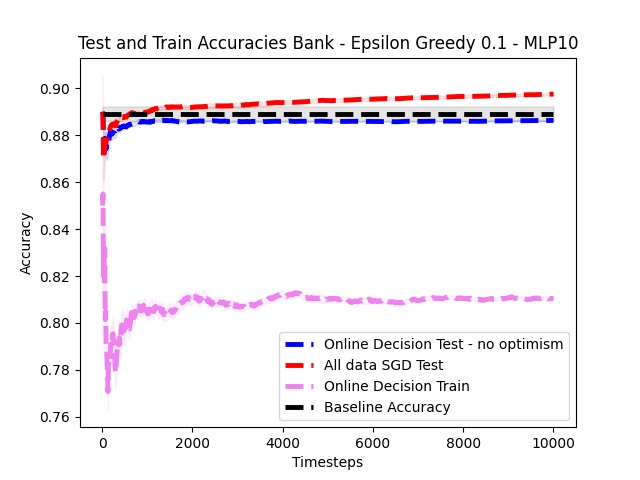 Test and Train Accuracies Bank - Epsilon Greedy 0.1 - MLP10
0.90
0.88
0.86
0.84
0.82
0.80
0.78
0.76
Accuracy
Online Decision Test - no optimism
All data SGD Test
Online Decision Train
Baseline Accuracy
0 2000 4000 6000 8000 10000
Timesteps